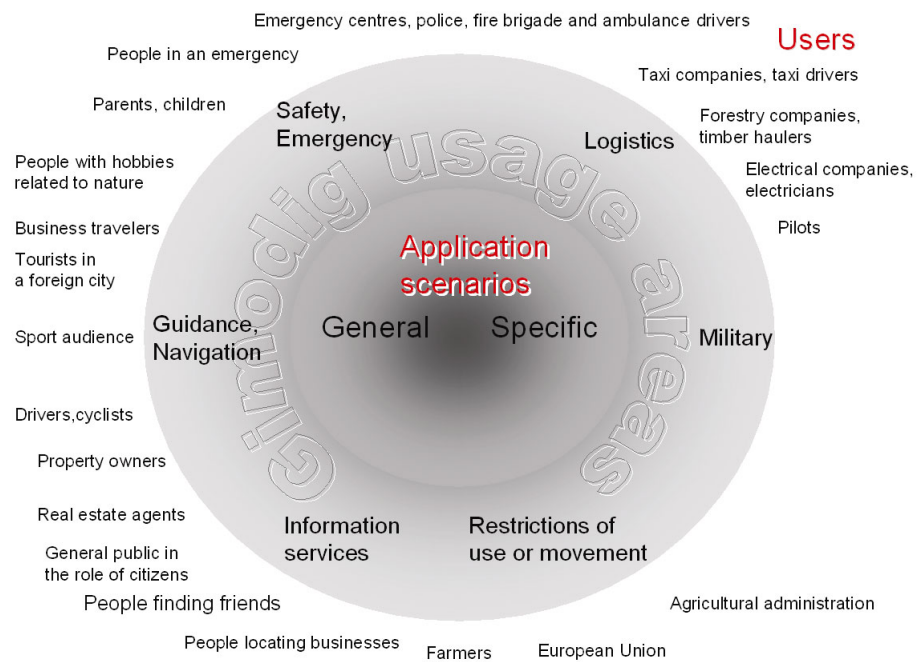 Emergency centres, police, fire brigade and ambulance drivers
Users
People in an emergency
Taxi companies, taxi drivers
Parents, children
Safety,
Emergency
Logistics
Forestry companies,
timber haulers
People with hobbies
related to nature
Electrical companies,
electricians
Gimodig usage areas
Business travelers
Pilots
Tourists in
a foreign city
Application
scenarios
General
Specific
Sport audience
Guidance,
Navigation
Military
Drivers,cyclists
Property owners
Real estate agents
Information
services
Restrictions of
use or movement
General public in
the role of citizens
People finding friends
Agricultural administration
People locating businesses
Farmers
European Union